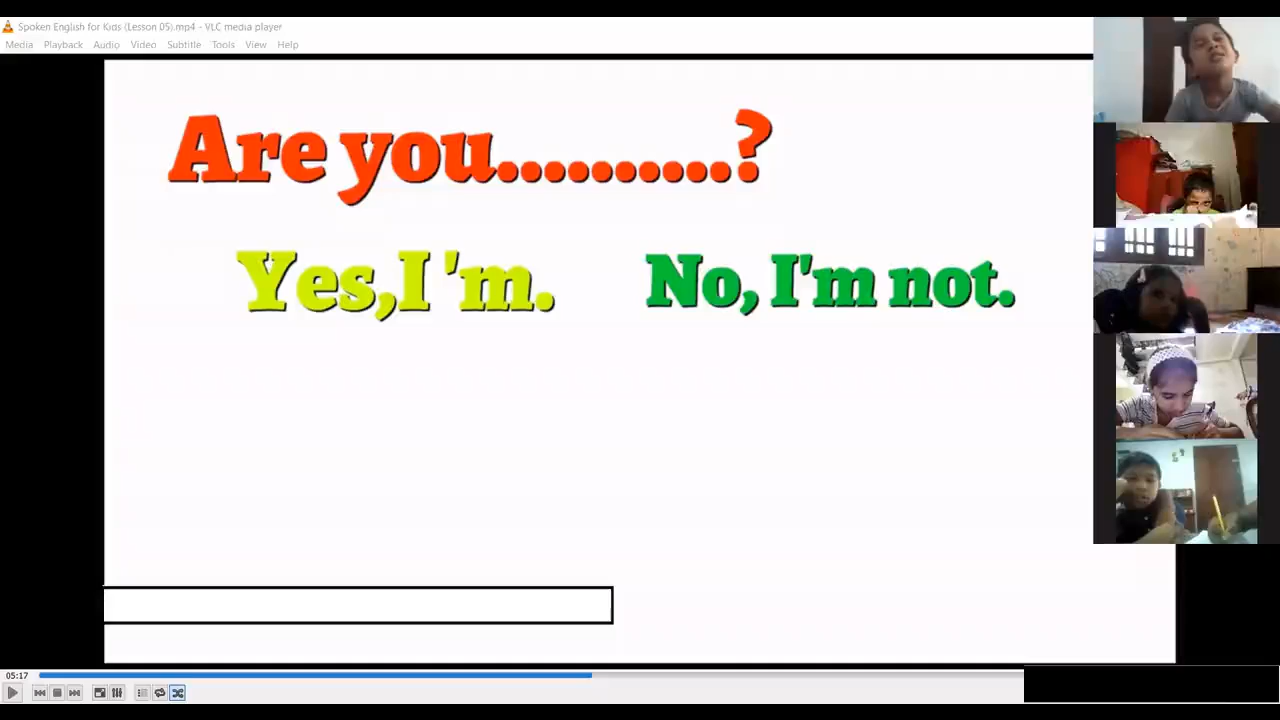 Spoken English for Kids (Lesson 05).mp4 - VLC media player
Media Playback Audio Video Subtitle Tools View Help
Are you..........?
Yes,I 'm. No, I'm not.
05:17